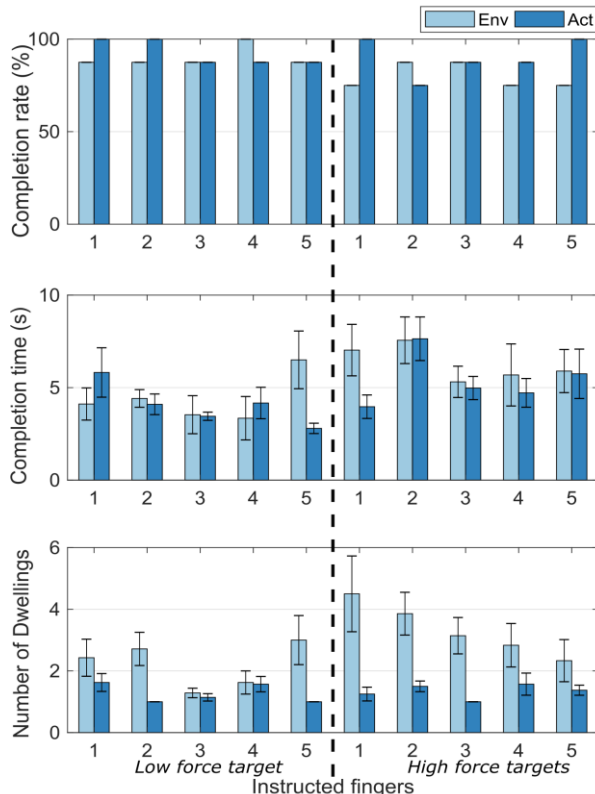 Env Act
Completion rate (%)
100
50
0
1 2 3 4 5 1 2 3 4 5
Completion time (s)
10
5
0
1 2 3 4 5 1 2 3 4 5
Number of Dwellings
6
4
2
0
1 2 3 4 5 1 2 3 4 5
Low force target High force targets
Instructed fingers